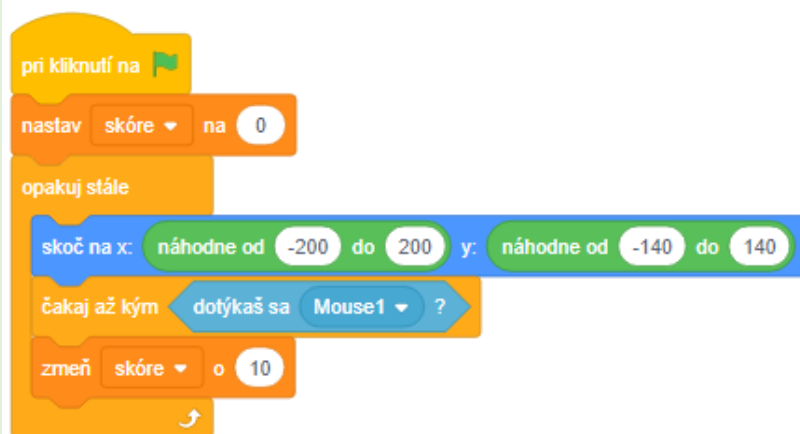 pri kliknutí na
nastav skóre na 0
opakuj stále
skoč na x: náhodne od -200 do 200 y: náhodne od -140 do 140
čakaj až kým dotýkaš sa Mouse1 ?
zmeň skóre o 10